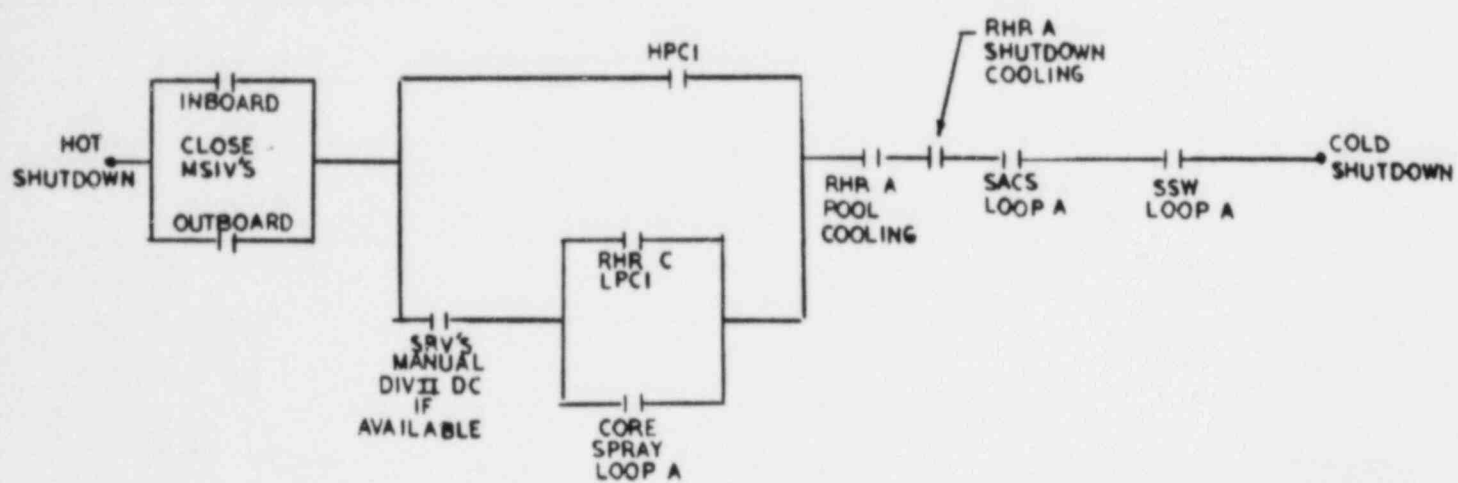 HOT
SHUTDOWN
INBOARD
CLOSE
MSIV'S
OUTBOARD
HPCI
SRV'S
MANUAL
DIV II DC
IF
AVAILABLE
RHR C
LPCI
CORE
SPRAY
LOOP A
RHR A
SHUTDOWN
COOLING
RHR A
POOL
COOLING
SACS
LOOP A
SSW
LOOP A
COLD
SHUTDOWN